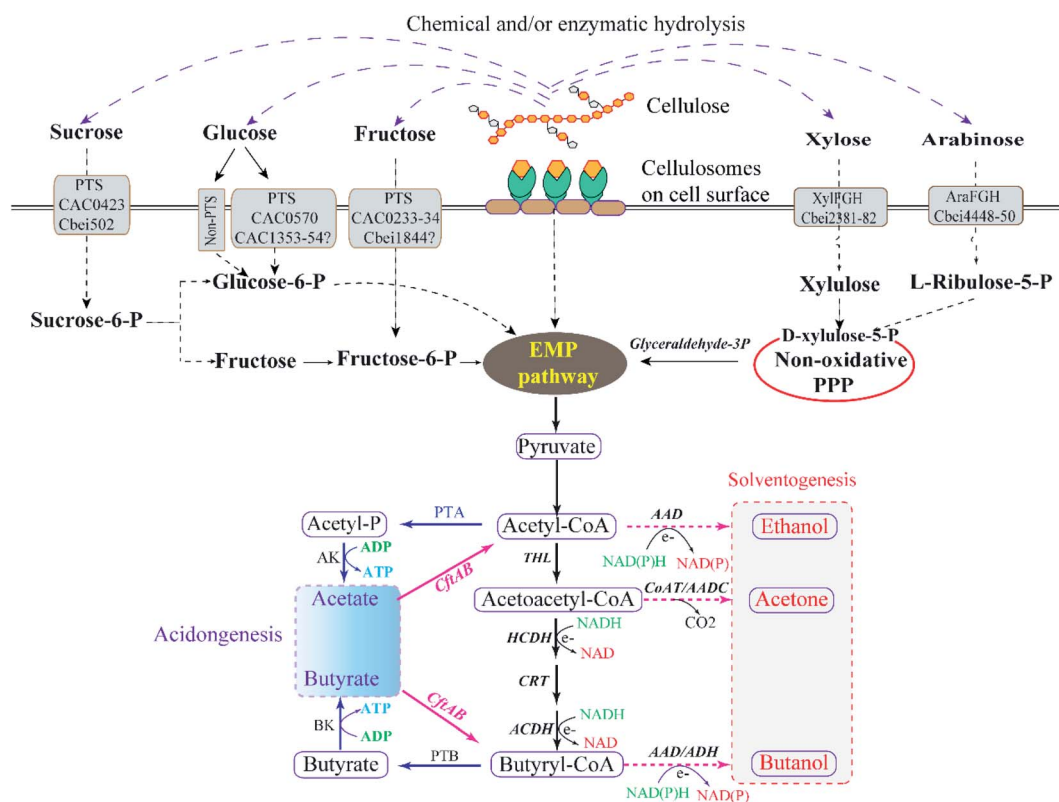 Chemical and/or enzymatic hydrolysis
Sucrose
Glucose
Fructose
Cellulose
Xylose
Arabinose
Cellulosomes
on cell surface
PTS
CAC0423
Cbei502
Non-PTS
PTS
CAC0570
CAC1353-54?
PTS
CAC0233-34
Cbei1844?
XylFGH
Cbei2381-82
AraFGH
Cbei4448-50
Glucose-6-P
Xylulose
L-Ribulose-5-P
Sucrose-6-P
Fructose
Fructose-6-P
EMP
pathway
Glyceraldehyde-3P
D-xylulose-5-P
Non-oxidative
PPP
Pyruvate
Solventogenesis
Acetyl-P
PTA
Acetyl-CoA
AAD
e-
NAD(P)H
NAD(P)
Ethanol
AK
ADP
ATP
CftAB
THL
Acetate
Acetoacetyl-CoA
CoAT/AADC
CO2
Acetone
Acidongenesis
HCDH
NADH
e-
NAD
Butyrate
CftAB
CRT
BK
ATP
ADP
ACDH
NADH
e-
NAD
Butyrate
PTB
Butyryl-CoA
AAD/ADH
e-
NAD(P)H
NAD(P)
Butanol